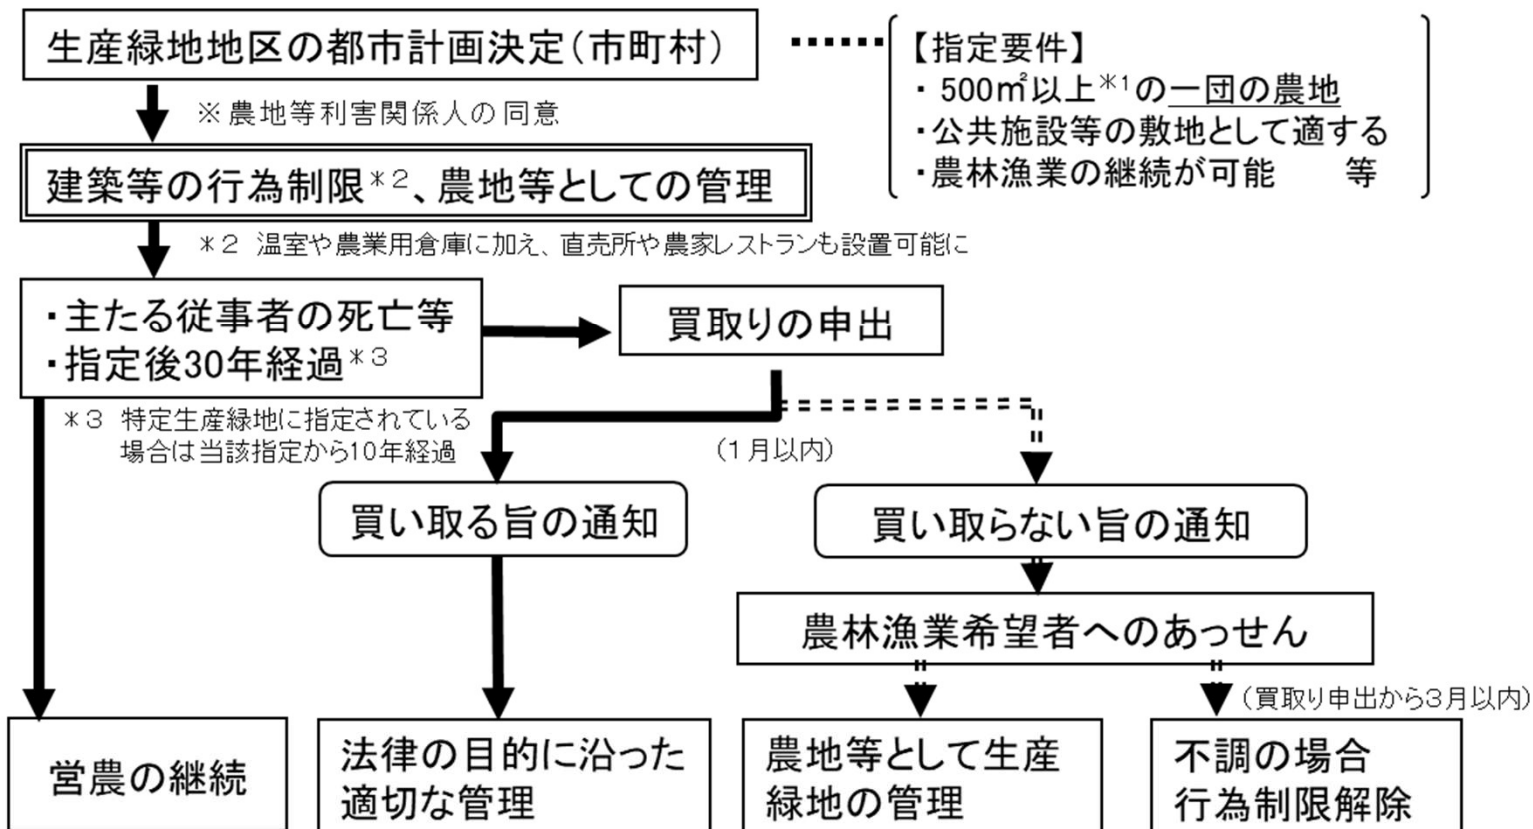 生産緑地地区の都市計画決定（市町村）
【指定要件】
・500㎡以上＊1の一団の農地
・公共施設等の敷地として適する
・農林漁業の継続が可能　　等
※農地等利害関係人の同意
建築等の行為制限＊2、農地等としての管理
＊２ 温室や農業用倉庫に加え、直売所や農家レストランも設置可能に
・主たる従事者の死亡等
・指定後30年経過＊3
買取りの申出
＊３ 特定生産緑地に指定されている
場合は当該指定から10年経過
（１月以内）
買い取る旨の通知
買い取らない旨の通知
農林漁業希望者へのあっせん
（買取り申出から３月以内）
営農の継続
法律の目的に沿った
適切な管理
農地等として生産
緑地の管理
不調の場合
行為制限解除